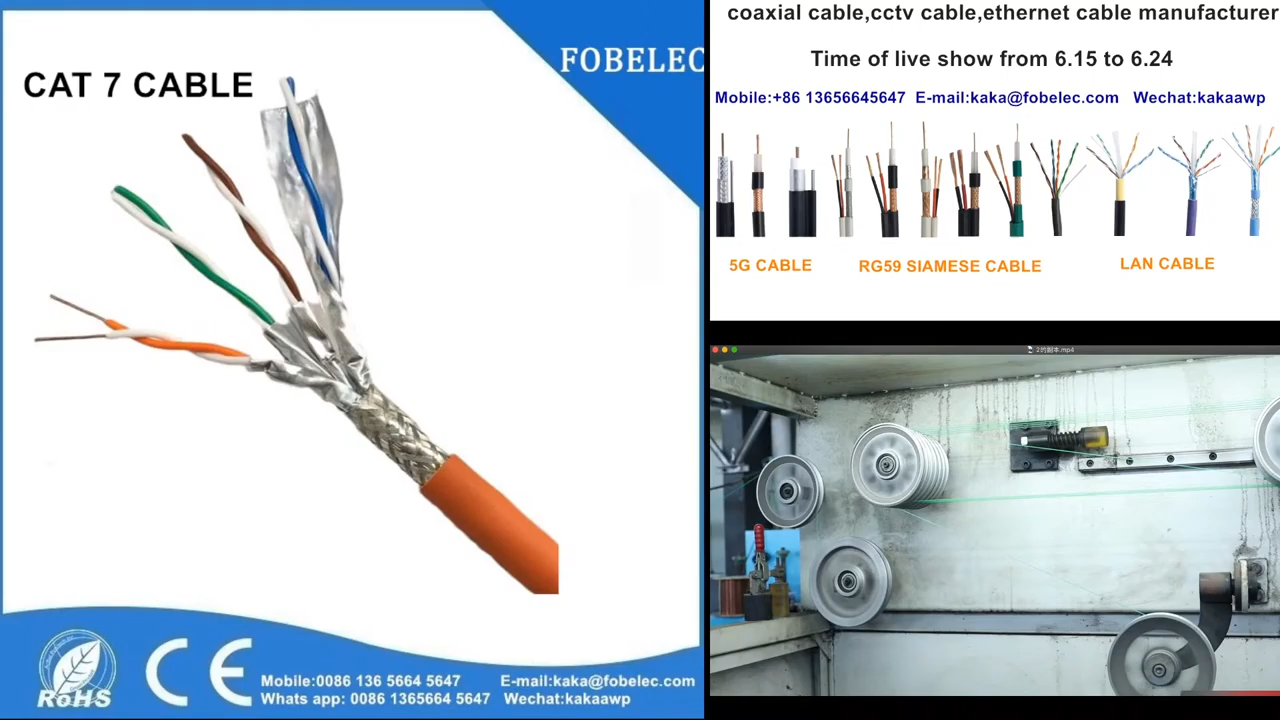 CAT 7 CABLE
FOBELEC
RoHS
CE
Mobile:0086 136 5664 5647 E-mail:kaka@fobelec.com
Whats app: 0086 1365664 5647 Wechat:kakaawp
coaxial cable,cctv cable,ethernet cable manufacturer
Time of live show from 6.15 to 6.24
Mobile:+86 13656645647 E-mail:kaka@fobelec.com Wechat:kakaawp
5G CABLE
RG59 SIAMESE CABLE
LAN CABLE